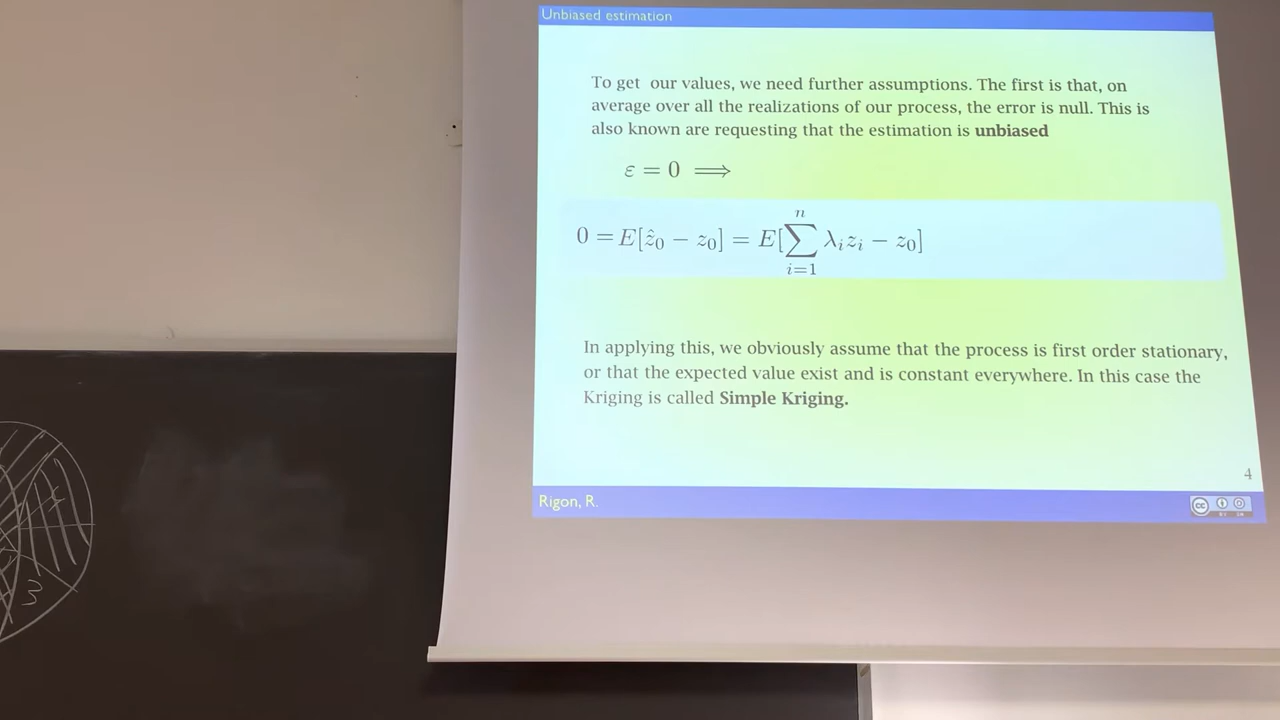 Unbiased estimation
To get our values, we need further assumptions. The first is that, on
average over all the realizations of our process, the error is null. This is
also known are requesting that the estimation is unbiased
ε = 0 ⟹
0 = E[ẑ₀ − z₀] = E[∑ᵢ₌₁ⁿ λᵢzᵢ − z₀]
In applying this, we obviously assume that the process is first order stationary,
or that the expected value exist and is constant everywhere. In this case the
Kriging is called Simple Kriging.
4
Rigon, R.
cc
3